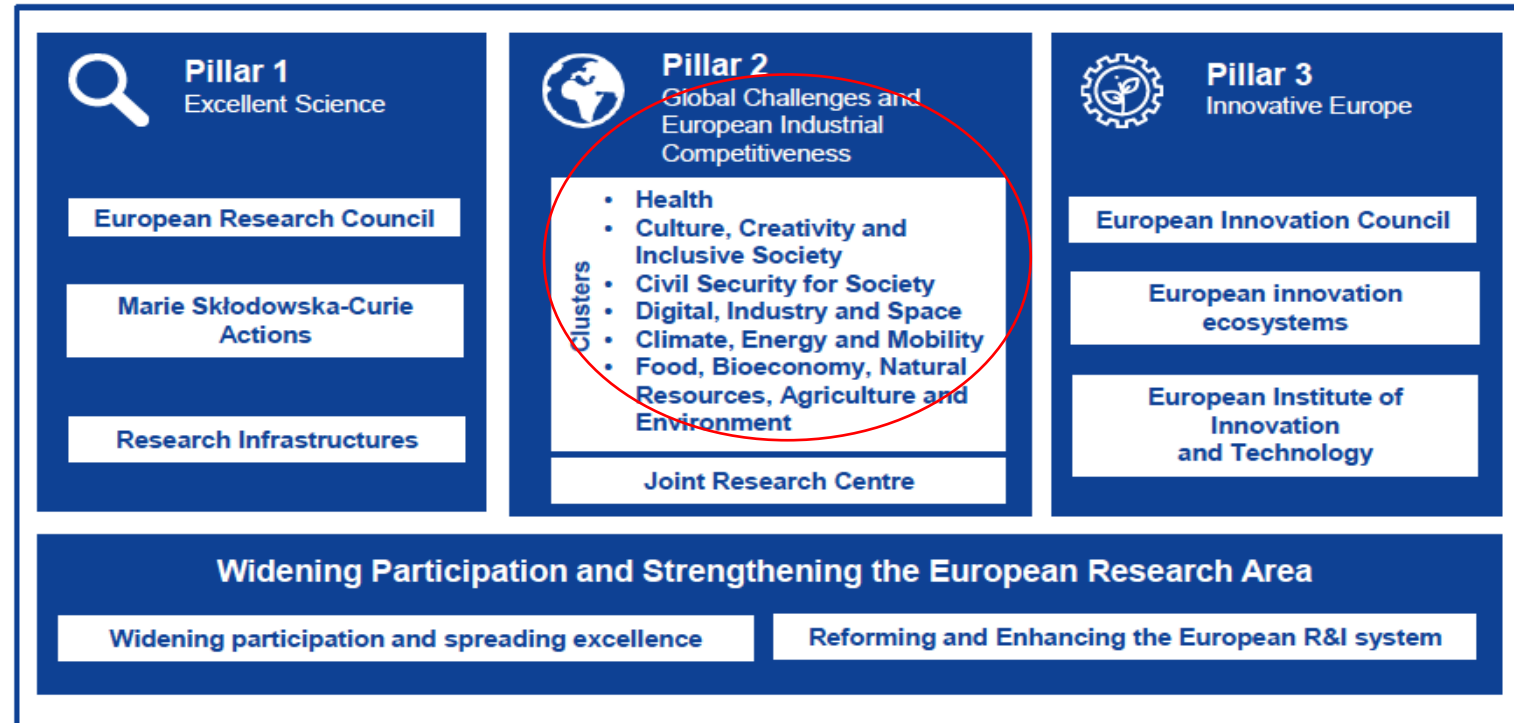 Pillar 1
Excellent Science
European Research Council
Marie Skłodowska-Curie
Actions
Research Infrastructures
Pillar 2
Global Challenges and
European Industrial
Competitiveness
Clusters
• Health
• Culture, Creativity and
Inclusive Society
• Civil Security for Society
• Digital, Industry and Space
• Climate, Energy and Mobility
• Food, Bioeconomy, Natural
Resources, Agriculture and
Environment
Joint Research Centre
Pillar 3
Innovative Europe
European Innovation Council
European innovation
ecosystems
European Institute of
Innovation
and Technology
Widening Participation and Strengthening the European Research Area
Widening participation and spreading excellence
Reforming and Enhancing the European R&I system